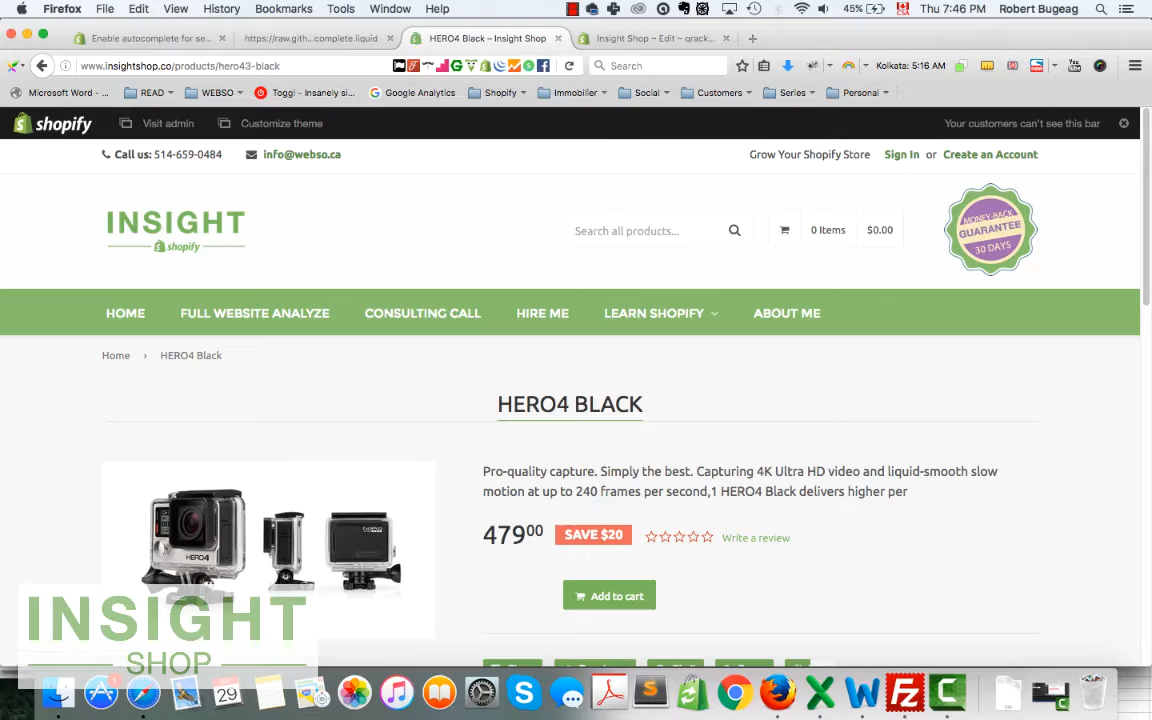 Firefox File Edit View History Bookmarks Tools Window Help 45% Thu 7:46 PM Robert Bugeag
Enable autocomplete for se... × https://raw.gith...complete.liquid × HERO4 Black – Insight Shop × Insight Shop ~ Edit ~ qrack... × +
www.insightshop.co/products/hero43-black Search Kolkata: 5:16 AM
Microsoft Word - ... READ WEBSO Toggl - Insanely si... Google Analytics Shopify Immobilier Social Customers Series Personal
shopify Visit admin Customize theme Your customers can't see this bar
Call us: 514-659-0484 info@webso.ca Grow Your Shopify Store Sign In or Create an Account
INSIGHT
shopify
Search all products... 0 Items $0.00
MONEY-BACK
GUARANTEE
30 DAYS
HOME FULL WEBSITE ANALYZE CONSULTING CALL HIRE ME LEARN SHOPIFY ABOUT ME
Home › HERO4 Black
HERO4 BLACK
Pro-quality capture. Simply the best. Capturing 4K Ultra HD video and liquid-smooth slow
motion at up to 240 frames per second,1 HERO4 Black delivers higher per
47900 SAVE $20 Write a review
Add to cart
HERO4
GoPro
INSIGHT
SHOP
29